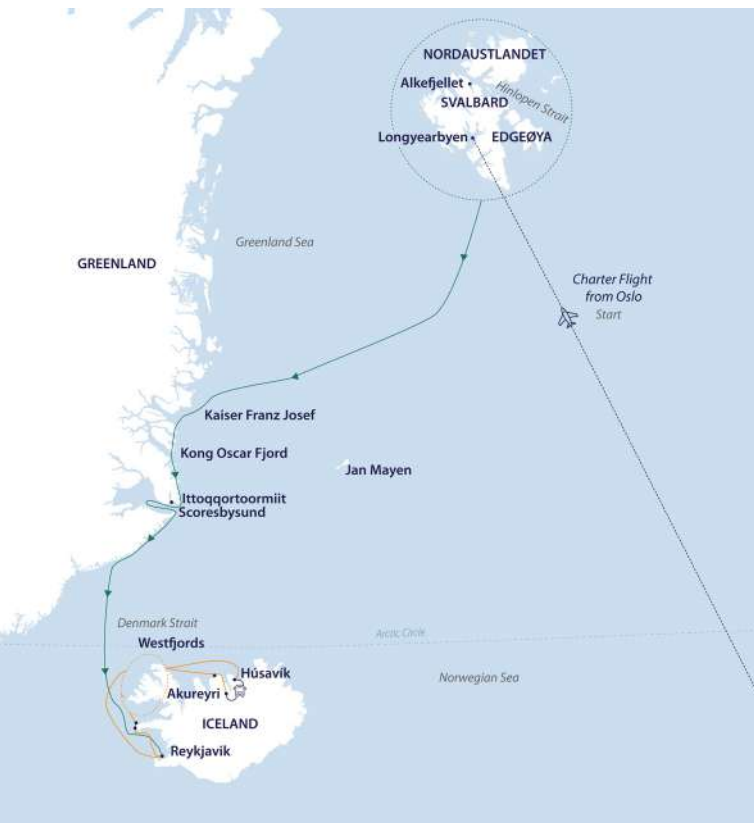 NORDAUSTLANDET
Alkefjellet
Hinlopen Strait
SVALBARD
Longyearbyen
EDGEØYA
Greenland Sea
GREENLAND
Charter Flight
from Oslo
Start
Kaiser Franz Josef
Kong Oscar Fjord
Jan Mayen
Ittoqqortoormiit
Scoresbysund
Denmark Strait
Arctic Circle
Westfjords
Húsavík
Norwegian Sea
Akureyri
ICELAND
Reykjavik